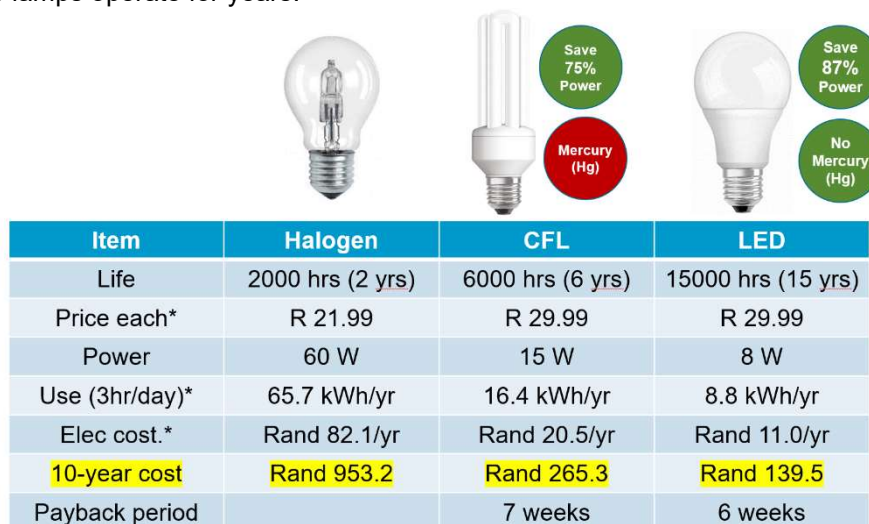 lamps operate for years.
Save
75%
Power
Mercury
(Hg)
Save
87%
Power
No
Mercury
(Hg)
Item Halogen CFL LED
Life 2000 hrs (2 yrs) 6000 hrs (6 yrs) 15000 hrs (15 yrs)
Price each* R 21.99 R 29.99 R 29.99
Power 60 W 15 W 8 W
Use (3hr/day)* 65.7 kWh/yr 16.4 kWh/yr 8.8 kWh/yr
Elec cost.* Rand 82.1/yr Rand 20.5/yr Rand 11.0/yr
10-year cost Rand 953.2 Rand 265.3 Rand 139.5
Payback period 7 weeks 6 weeks